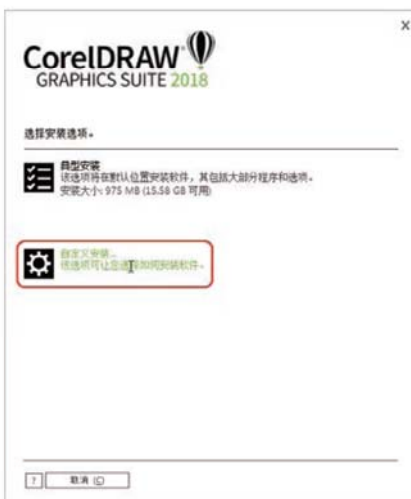 X
CorelDRAW
GRAPHICS SUITE 2018
选择安装选项。
典型安装
该选项将在默认位置安装软件，其包括大部分程序和选项。
安装大小: 975 MB (15.58 GB 可用)
自定义安装...
该选项可让您选择如何安装软件。
?
取消 (C)